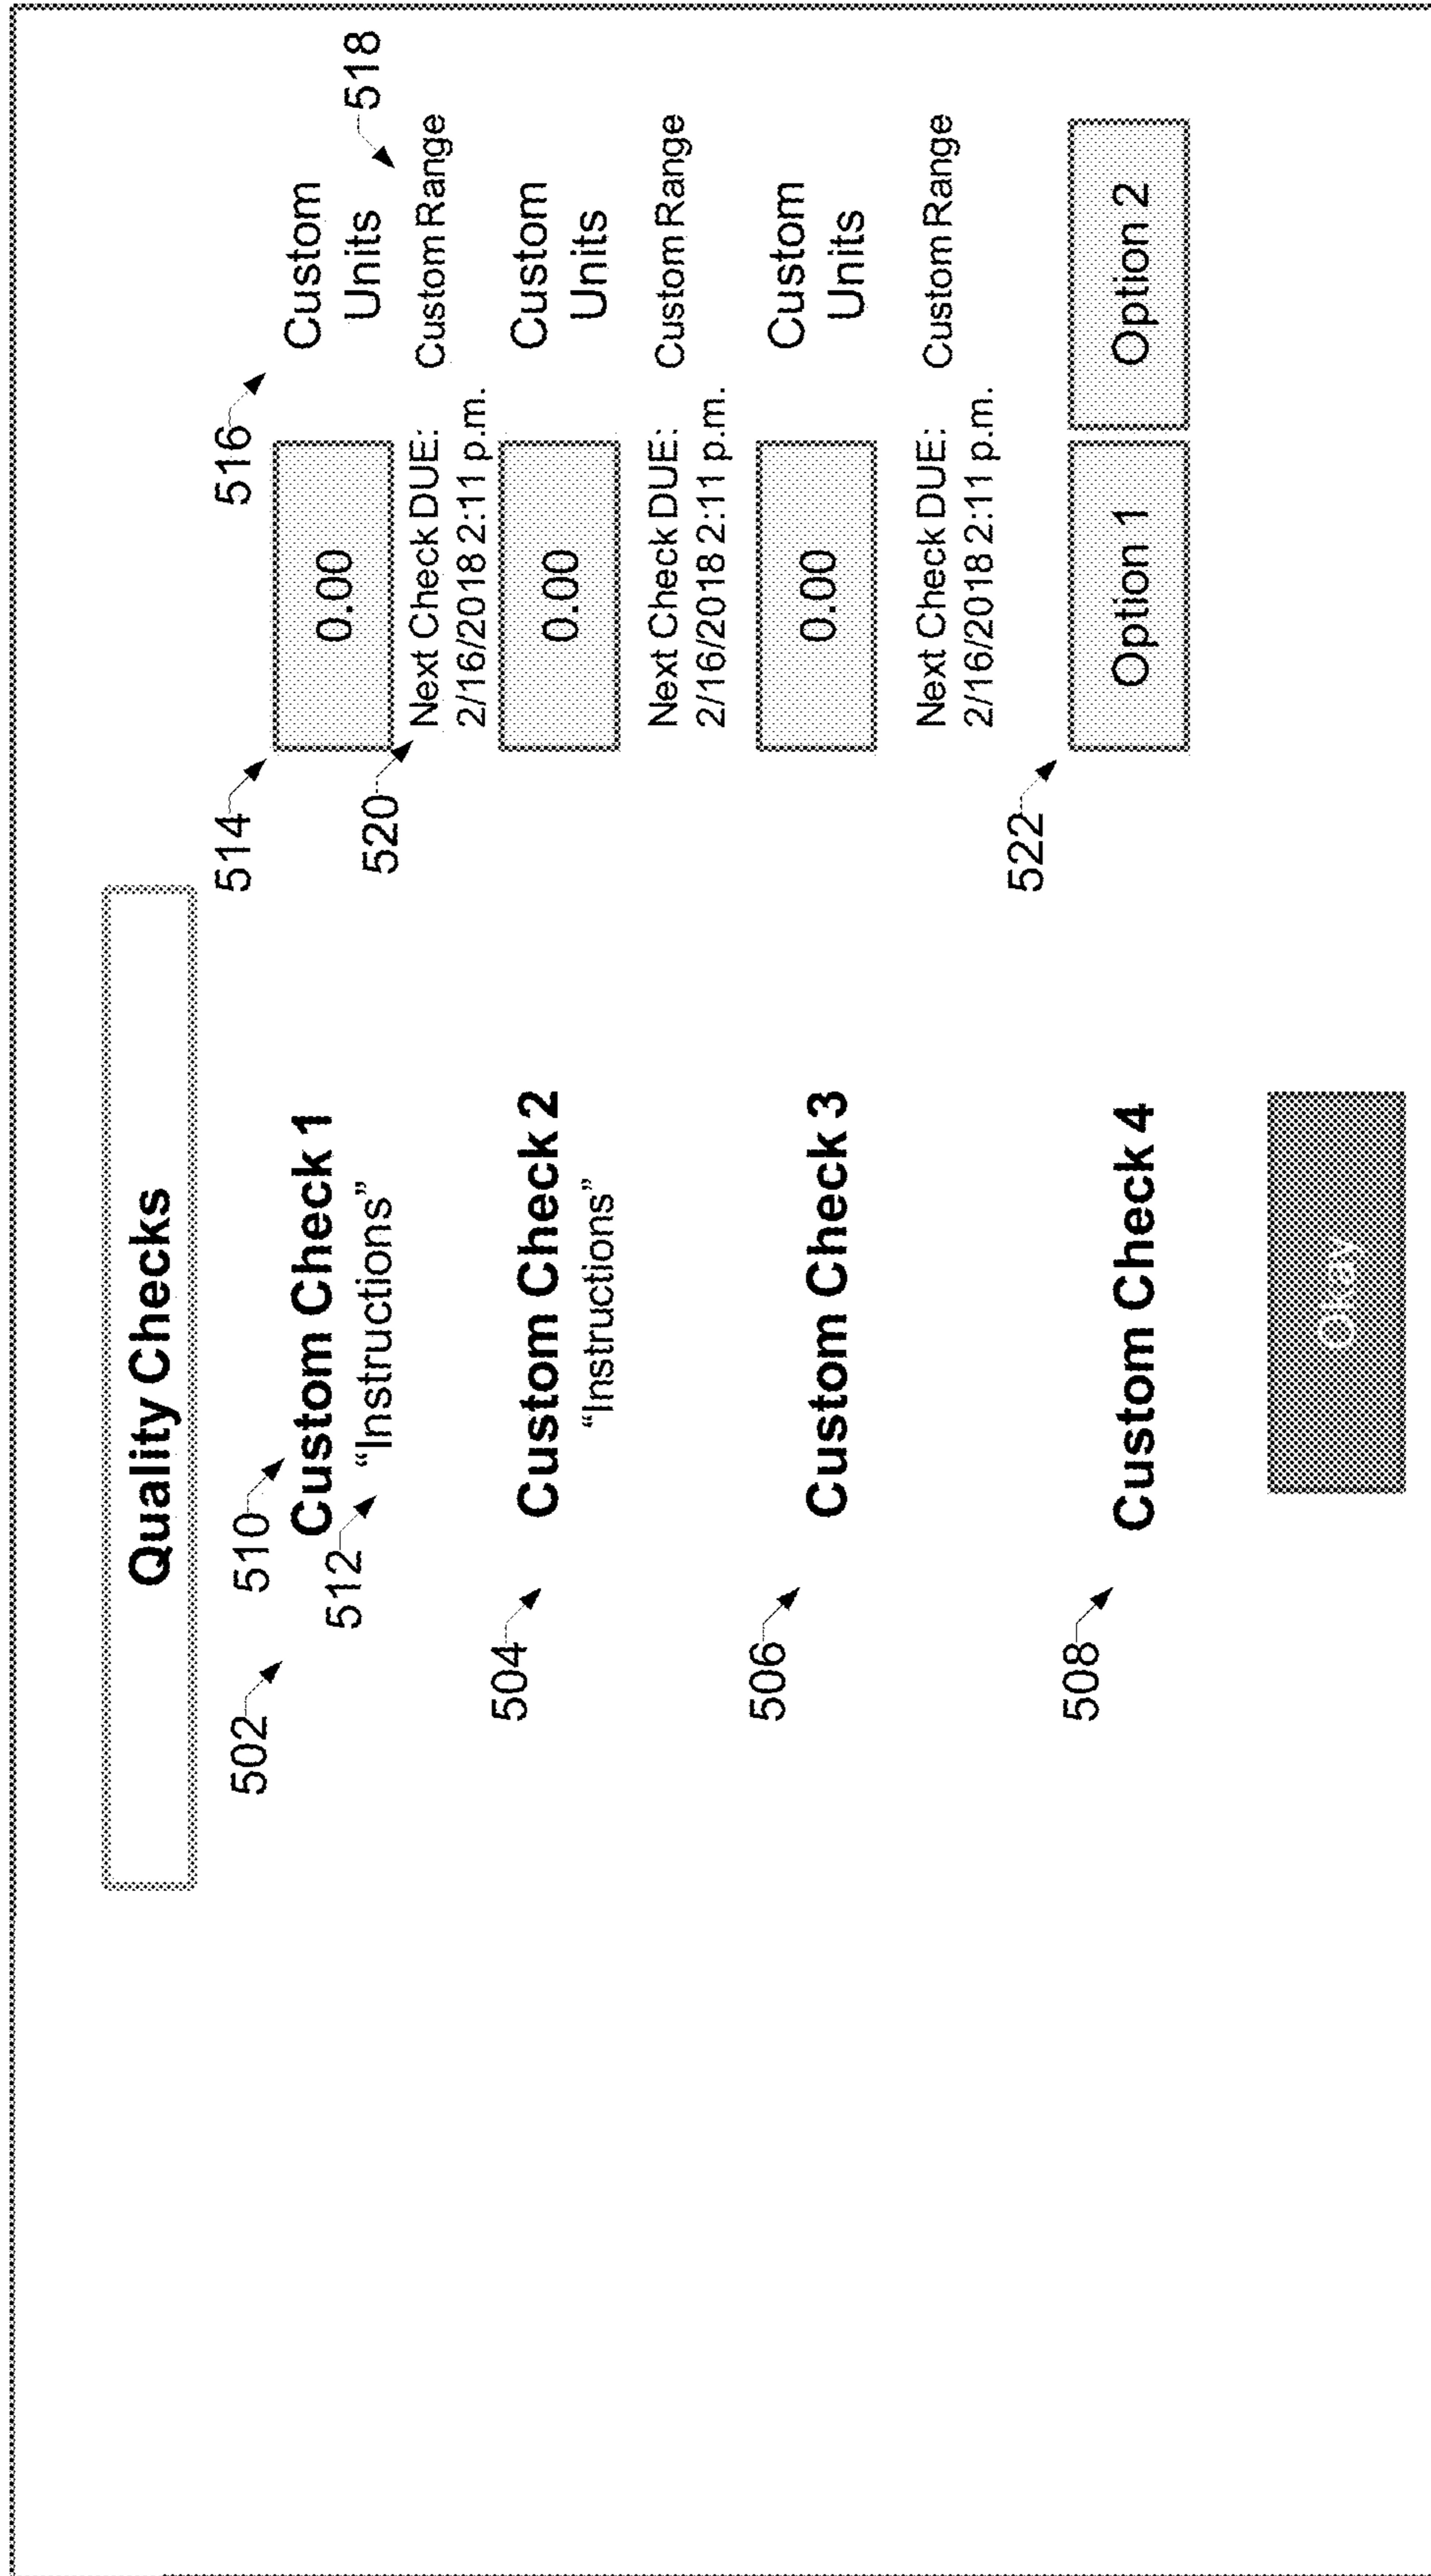 Quality Checks
502
510
Custom Check 1
512
“Instructions”
514
0.00
516
Custom
Units
518
Custom Range
520
Next Check DUE:
2/16/2018 2:11 p.m.
504
Custom Check 2
“Instructions”
0.00
Custom
Units
Next Check DUE:
2/16/2018 2:11 p.m.
Custom Range
506
Custom Check 3
0.00
Custom
Units
Next Check DUE:
2/16/2018 2:11 p.m.
Custom Range
508
Custom Check 4
522
Option 1
Option 2
Okay